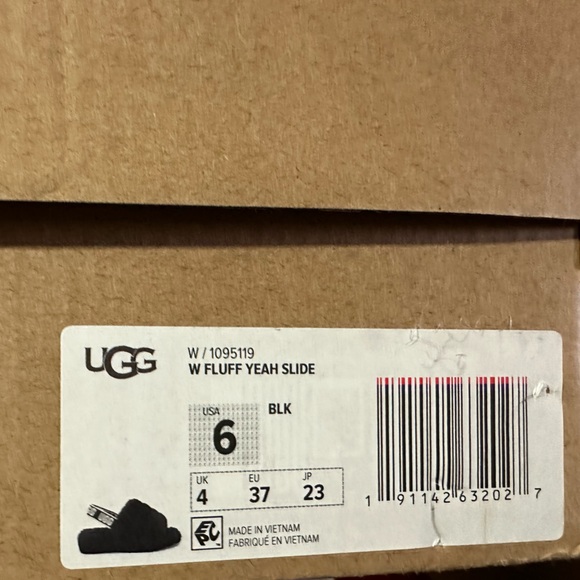 UGG
W / 1095119
W FLUFF YEAH SLIDE
USA
6
BLK
UK EU JP
4 37 23
MADE IN VIETNAM
FABRIQUÉ EN VIETNAM
1 91142 63202 7